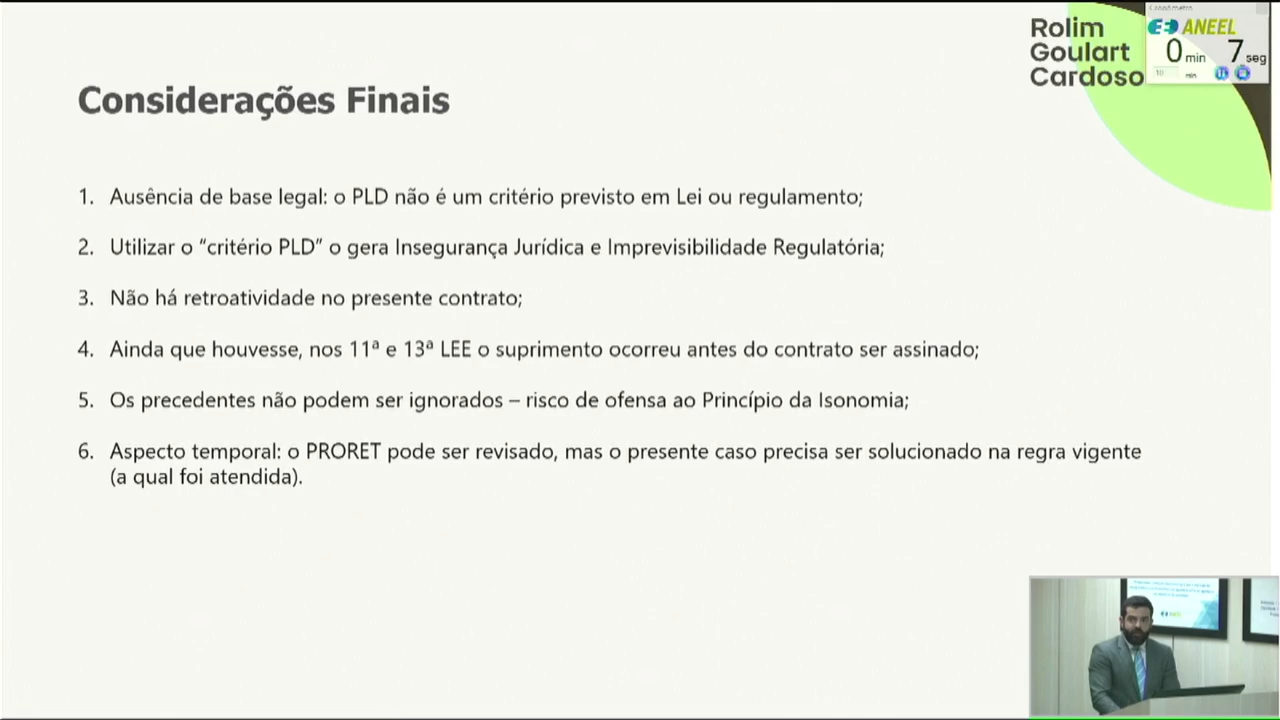 Rolim
Goulart
Cardoso
ANEEL
0 min 7 seg
10 min
Considerações Finais
1. Ausência de base legal: o PLD não é um critério previsto em Lei ou regulamento;
2. Utilizar o “critério PLD” o gera Insegurança Jurídica e Imprevisibilidade Regulatória;
3. Não há retroatividade no presente contrato;
4. Ainda que houvesse, nos 11ª e 13ª LEE o suprimento ocorreu antes do contrato ser assinado;
5. Os precedentes não podem ser ignorados – risco de ofensa ao Princípio da Isonomia;
6. Aspecto temporal: o PRORET pode ser revisado, mas o presente caso precisa ser solucionado na regra vigente
(a qual foi atendida).